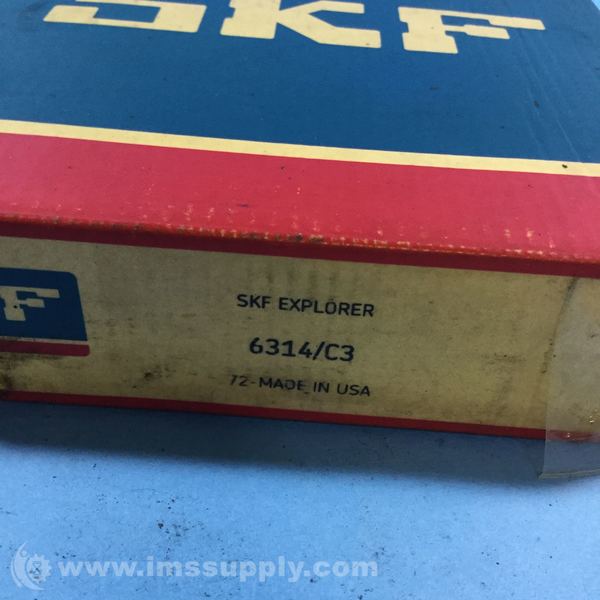 SKF
F
SKF EXPLORER
6314/C3
72-MADE IN USA
www.imssupply.com